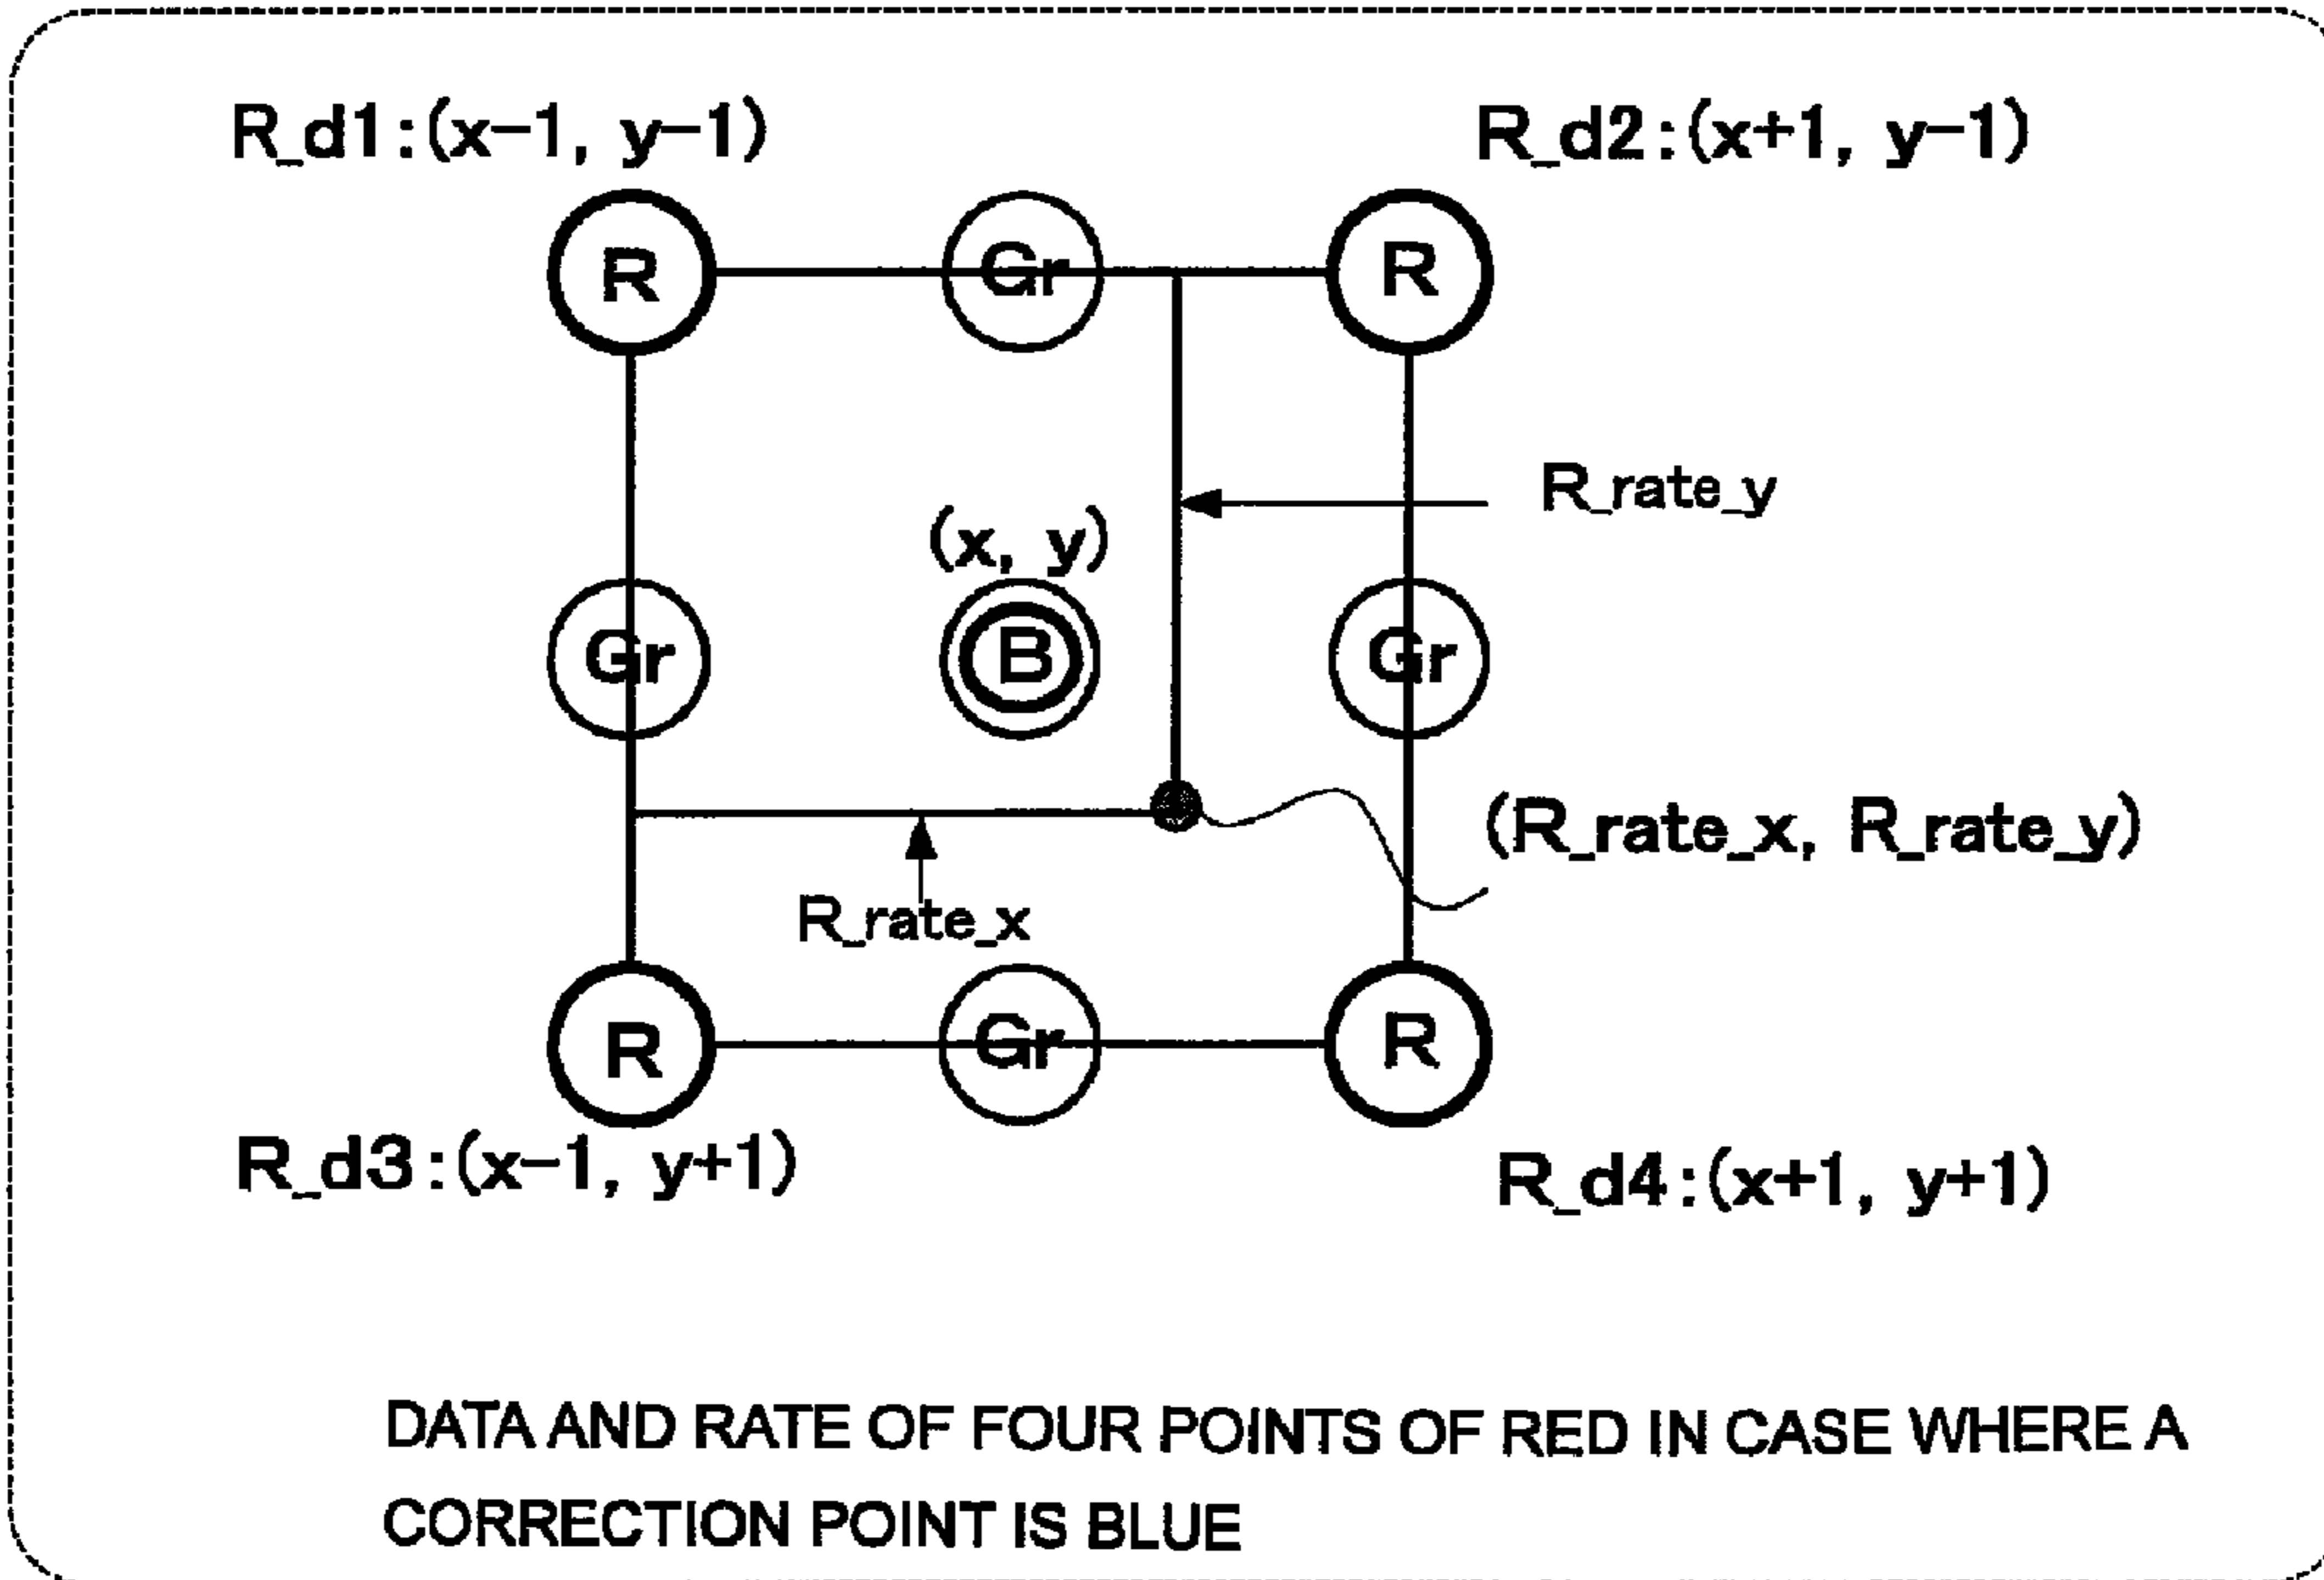 R_d1:(x−1, y−1)
R_d2:(x+1, y−1)
R
Gr
R
R_rate_y
(x, y)
Gr
B
Gr
(R_rate_x, R_rate_y)
R_rate_x
R
Gr
R
R_d3:(x−1, y+1)
R_d4:(x+1, y+1)
DATA AND RATE OF FOUR POINTS OF RED IN CASE WHERE A
CORRECTION POINT IS BLUE